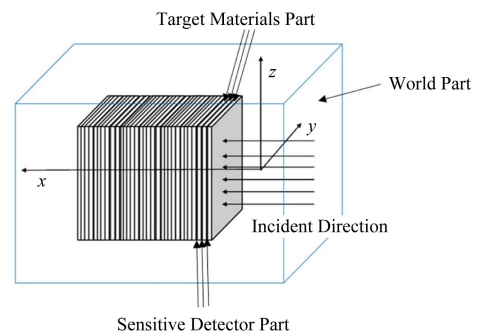 Target Materials Part
z
World Part
y
x
Incident Direction
Sensitive Detector Part